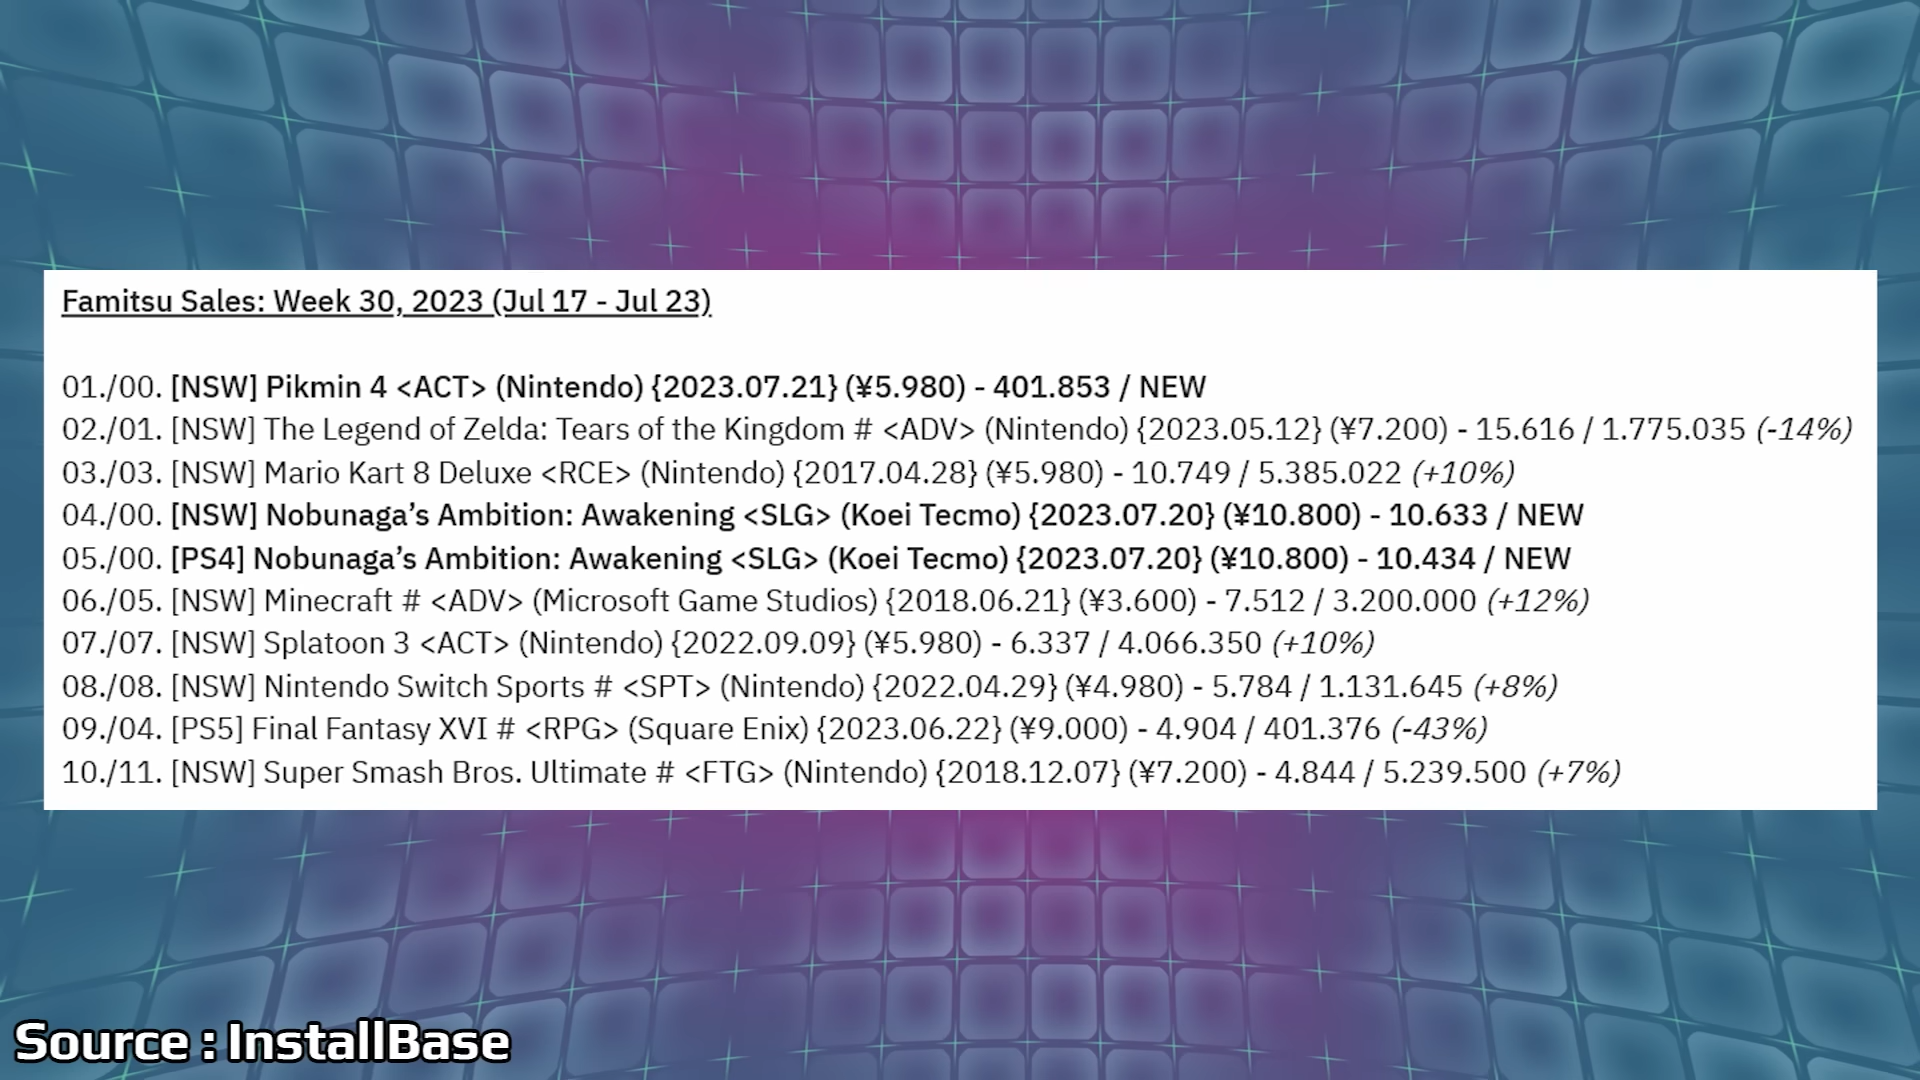 Famitsu Sales: Week 30, 2023 (Jul 17 - Jul 23)
01./00. [NSW] Pikmin 4 <ACT> (Nintendo) {2023.07.21} (¥5.980) - 401.853 / NEW
02./01. [NSW] The Legend of Zelda: Tears of the Kingdom # <ADV> (Nintendo) {2023.05.12} (¥7.200) - 15.616 / 1.775.035 (-14%)
03./03. [NSW] Mario Kart 8 Deluxe <RCE> (Nintendo) {2017.04.28} (¥5.980) - 10.749 / 5.385.022 (+10%)
04./00. [NSW] Nobunaga’s Ambition: Awakening <SLG> (Koei Tecmo) {2023.07.20} (¥10.800) - 10.633 / NEW
05./00. [PS4] Nobunaga’s Ambition: Awakening <SLG> (Koei Tecmo) {2023.07.20} (¥10.800) - 10.434 / NEW
06./05. [NSW] Minecraft # <ADV> (Microsoft Game Studios) {2018.06.21} (¥3.600) - 7.512 / 3.200.000 (+12%)
07./07. [NSW] Splatoon 3 <ACT> (Nintendo) {2022.09.09} (¥5.980) - 6.337 / 4.066.350 (+10%)
08./08. [NSW] Nintendo Switch Sports # <SPT> (Nintendo) {2022.04.29} (¥4.980) - 5.784 / 1.131.645 (+8%)
09./04. [PS5] Final Fantasy XVI # <RPG> (Square Enix) {2023.06.22} (¥9.000) - 4.904 / 401.376 (-43%)
10./11. [NSW] Super Smash Bros. Ultimate # <FTG> (Nintendo) {2018.12.07} (¥7.200) - 4.844 / 5.239.500 (+7%)
Source : InstallBase